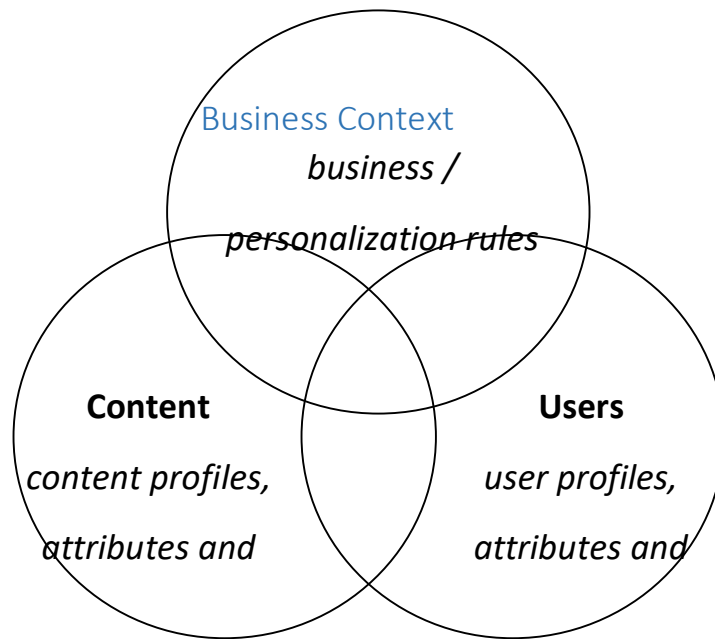 Business Context
business /
personalization rules
Content
content profiles,
attributes and
Users
user profiles,
attributes and